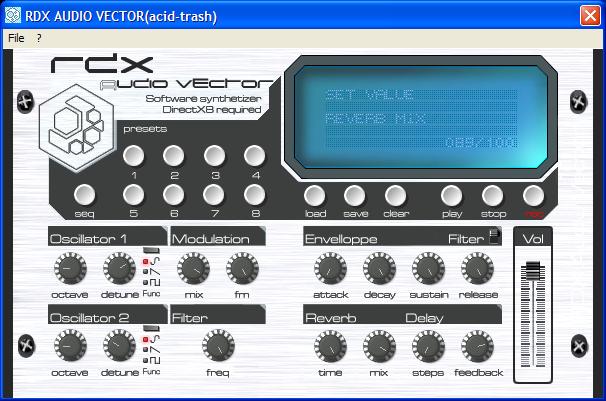 RDX AUDIO VECTOR(acid-trash)
File ?
rdx
audio vector
Software synthetizer
DirectX8 required
SET VALUE
REVERB MIX
089/100
presets
1 2 3 4
seq 5 6 7 8
load save clear play stop rec
Oscillator 1 Modulation Enveloppe Filter Vol
octave detune Func mix fm attack decay sustain release
Oscillator 2 Filter Reverb Delay
octave detune Func freq time mix steps feedback